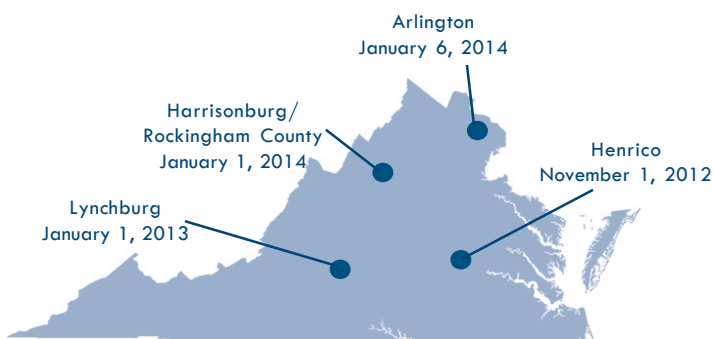 Arlington
January 6, 2014
Harrisonburg/
Rockingham County
January 1, 2014
Henrico
November 1, 2012
Lynchburg
January 1, 2013